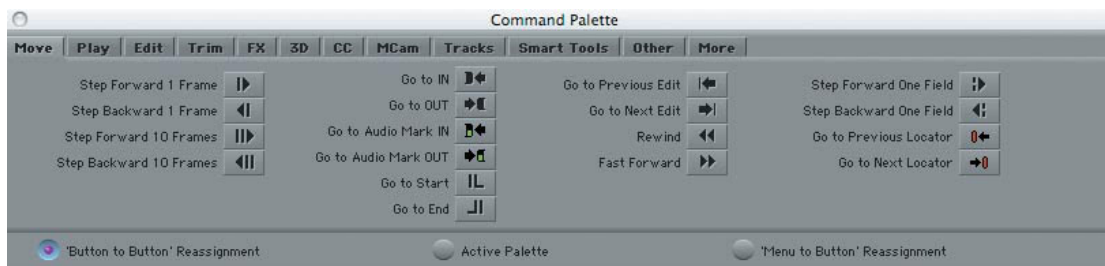 Command Palette
Move Play Edit Trim FX 3D CC MCam Tracks Smart Tools Other More
Step Forward 1 Frame
Step Backward 1 Frame
Step Forward 10 Frames
Step Backward 10 Frames
Go to IN
Go to OUT
Go to Audio Mark IN
Go to Audio Mark OUT
Go to Start
Go to End
Go to Previous Edit
Go to Next Edit
Rewind
Fast Forward
Step Forward One Field
Step Backward One Field
Go to Previous Locator
Go to Next Locator
'Button to Button' Reassignment
Active Palette
'Menu to Button' Reassignment